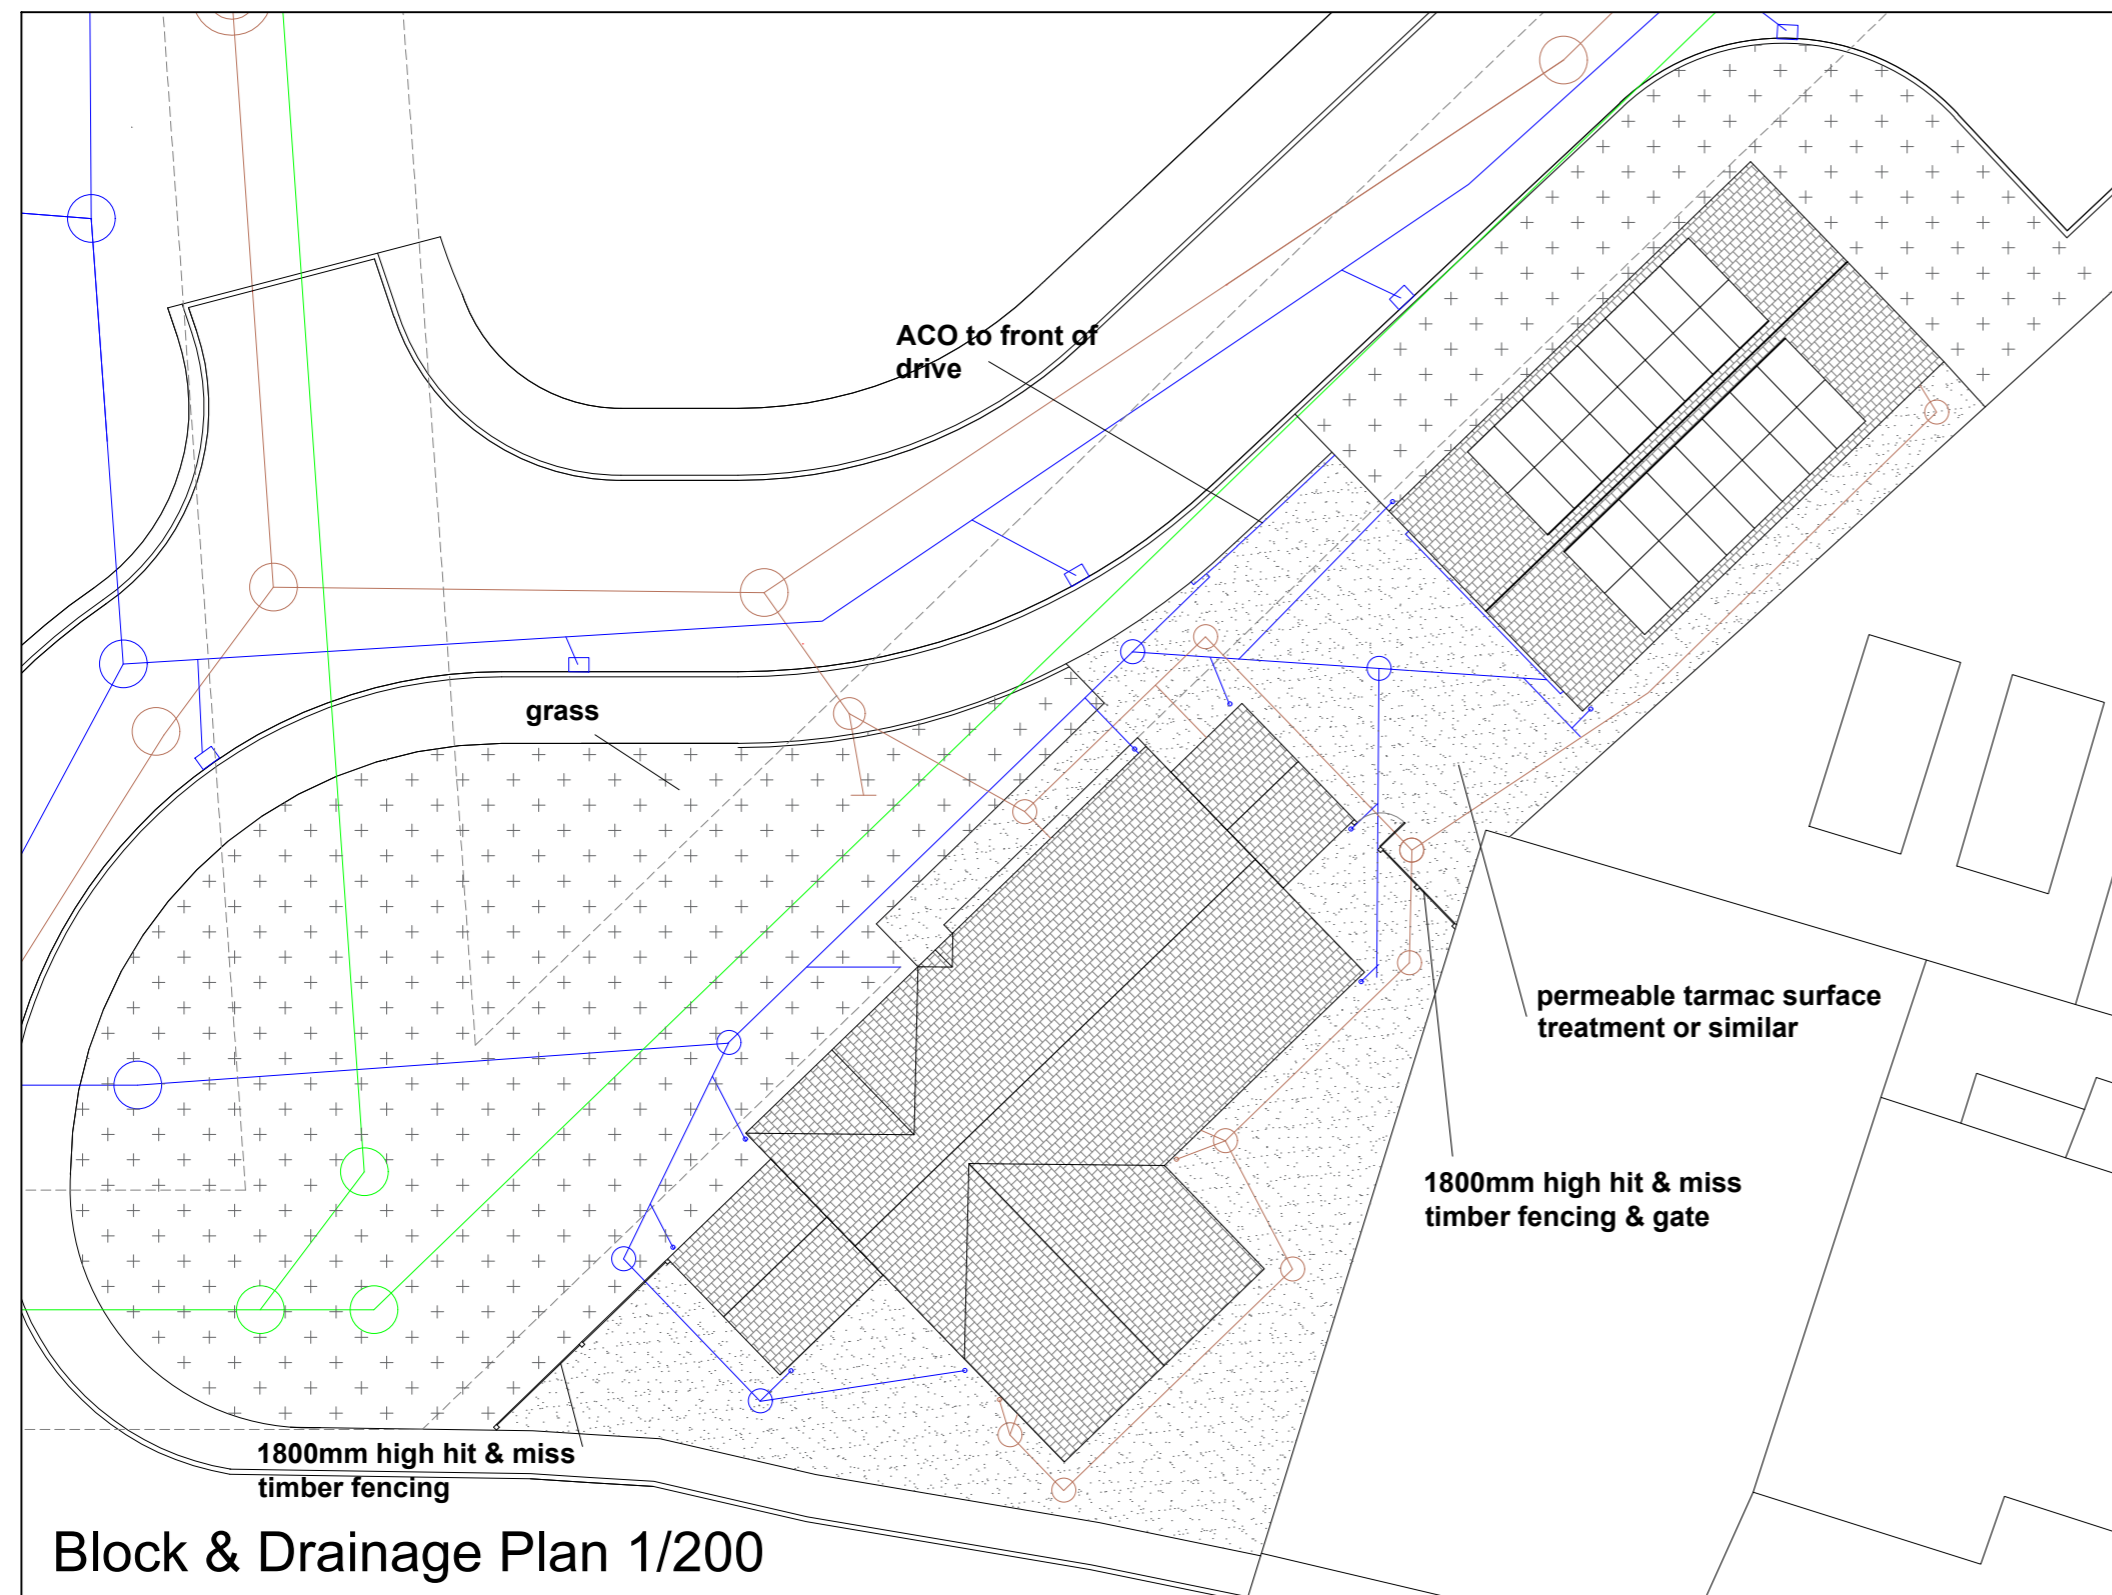 ACO to front of
drive
grass
permeable tarmac surface
treatment or similar
1800mm high hit & miss
timber fencing & gate
1800mm high hit & miss
timber fencing
Block & Drainage Plan 1/200